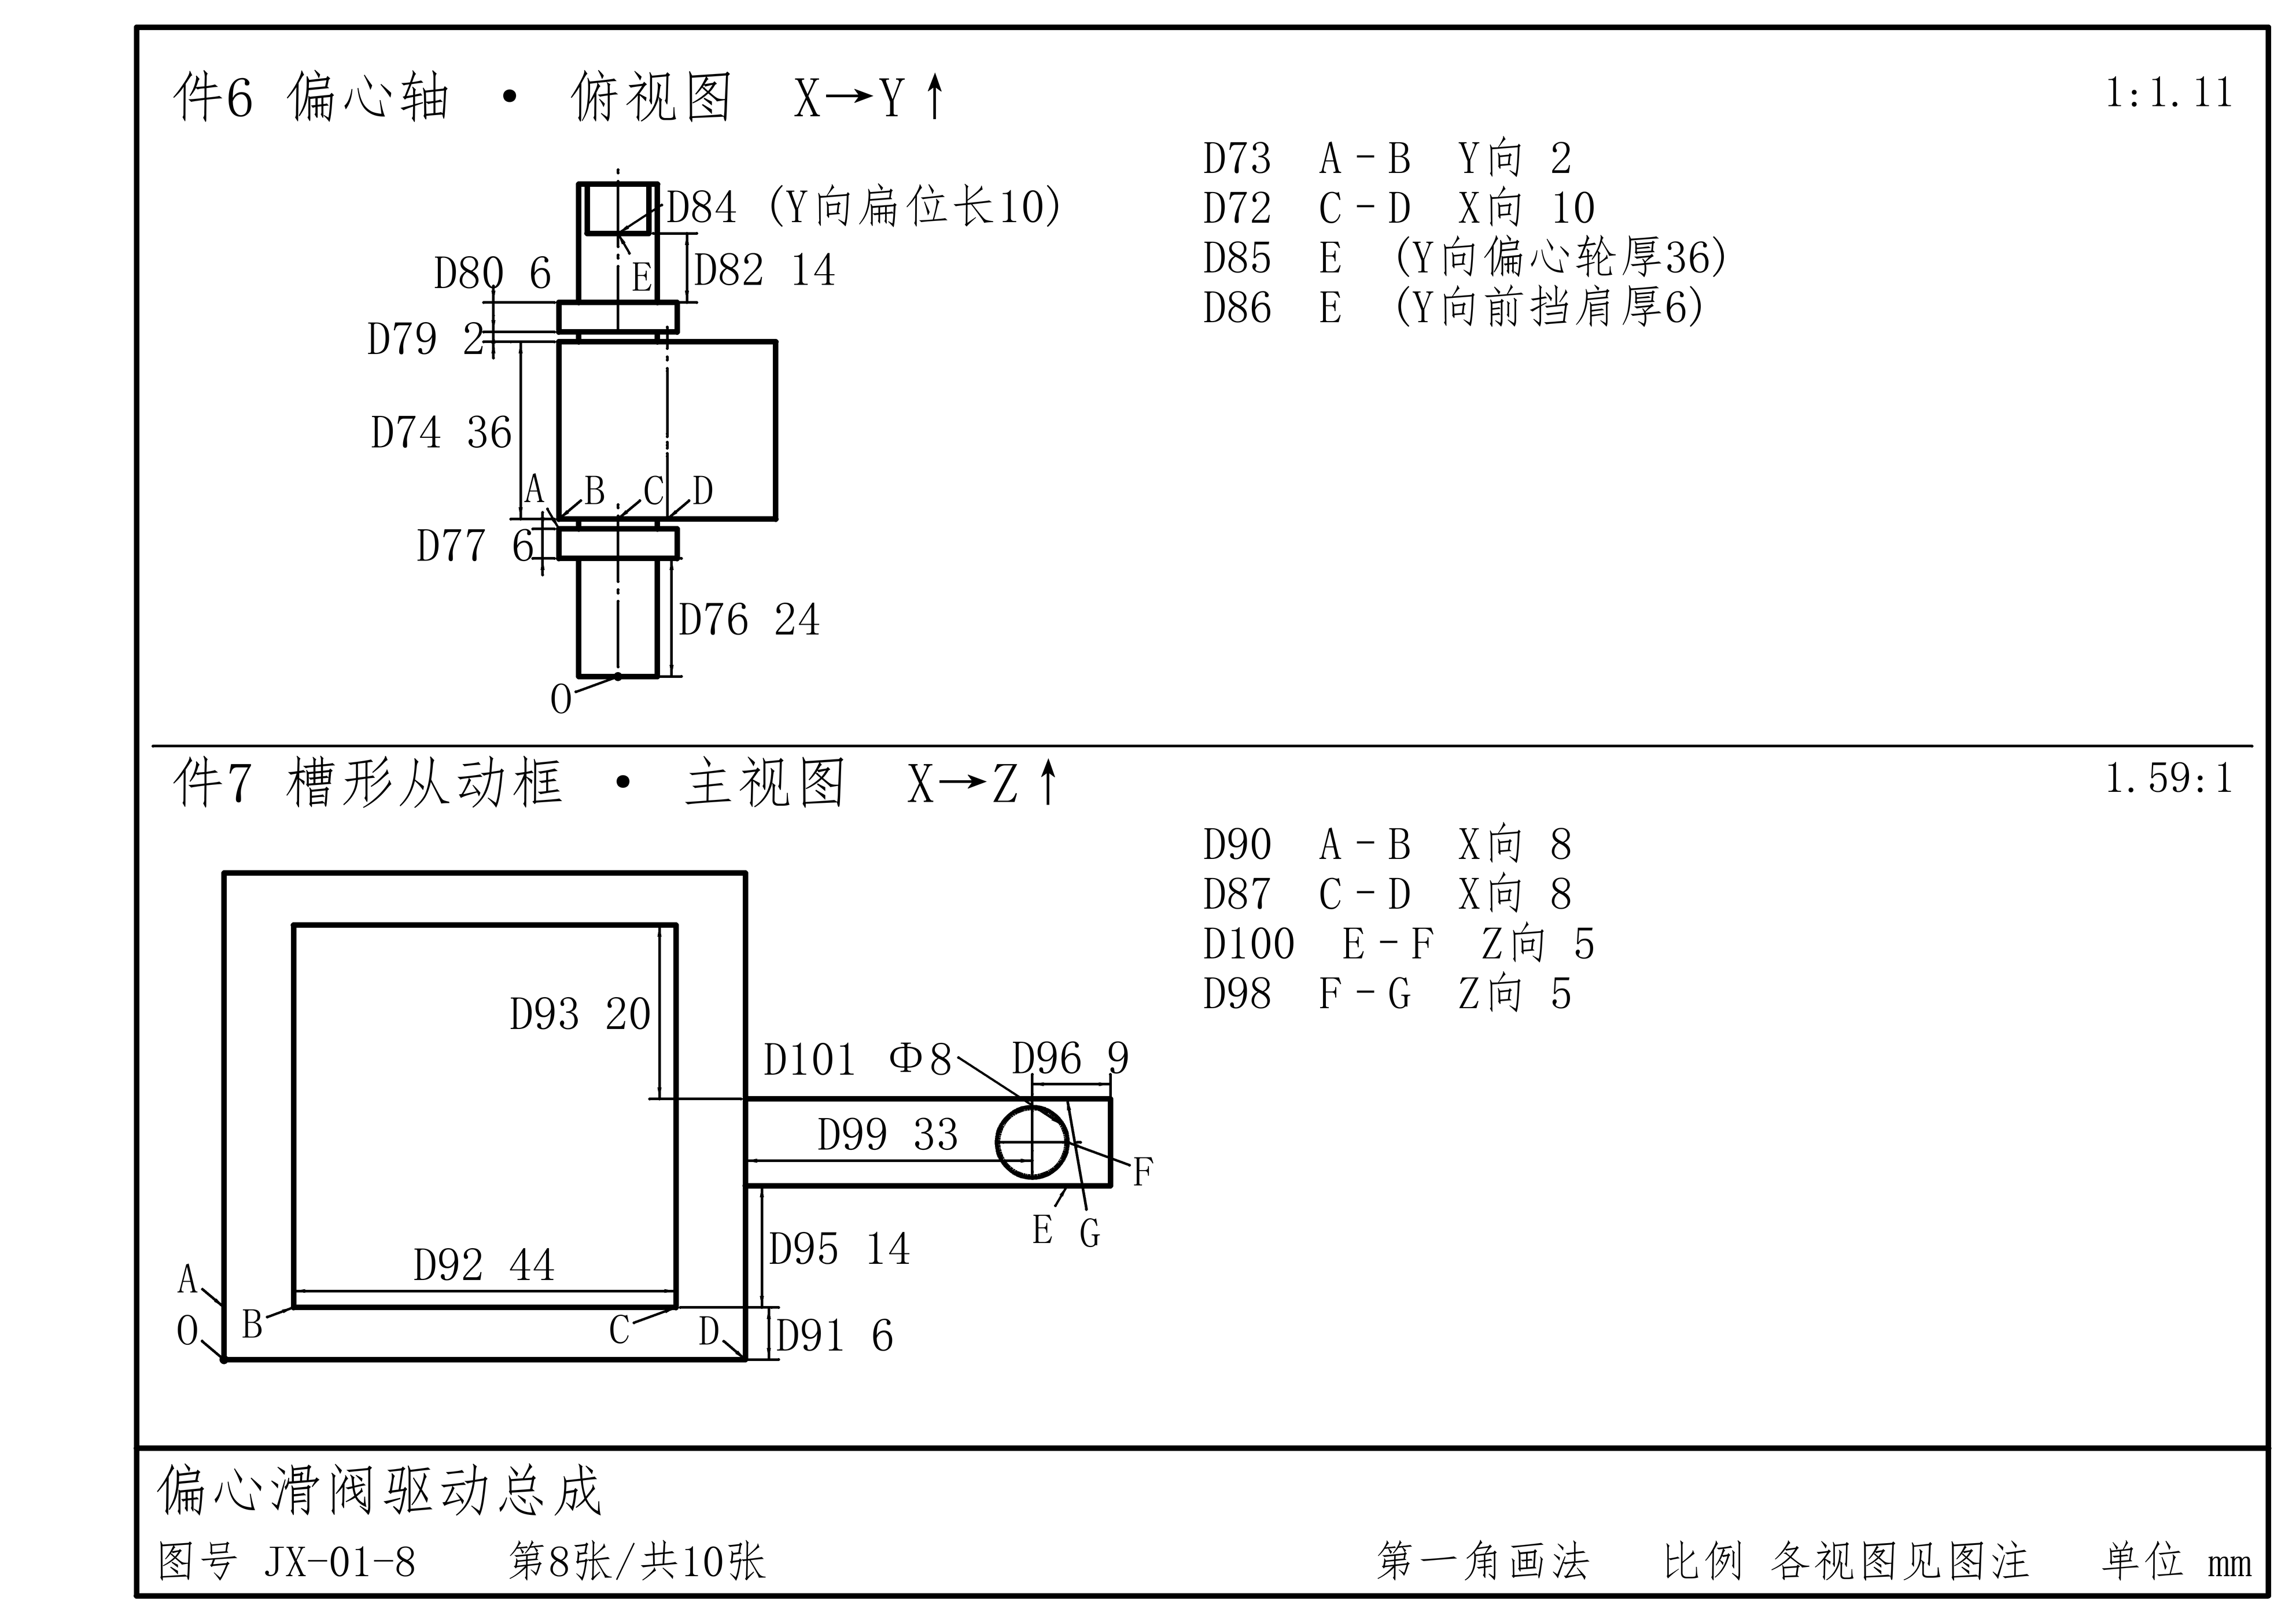 件6 偏心轴 · 俯视图 X→Y↑
1:1.11
D73 A-B Y向 2
D72 C-D X向 10
D85 E (Y向偏心轮厚36)
D86 E (Y向前挡肩厚6)
D84 (Y向扁位长10)
D80 6
E
D82 14
D79 2
D74 36
A
B
C
D
D77 6
D76 24
O
件7 槽形从动框 · 主视图 X→Z↑
1.59:1
D90 A-B X向 8
D87 C-D X向 8
D100 E-F Z向 5
D98 F-G Z向 5
D93 20
D101 Φ8
D96 9
D99 33
F
E
G
D95 14
D92 44
A
B
O
C
D
D91 6
偏心滑阀驱动总成
图号 JX-01-8 第8张/共10张 第一角画法 比例 各视图见图注 单位 mm